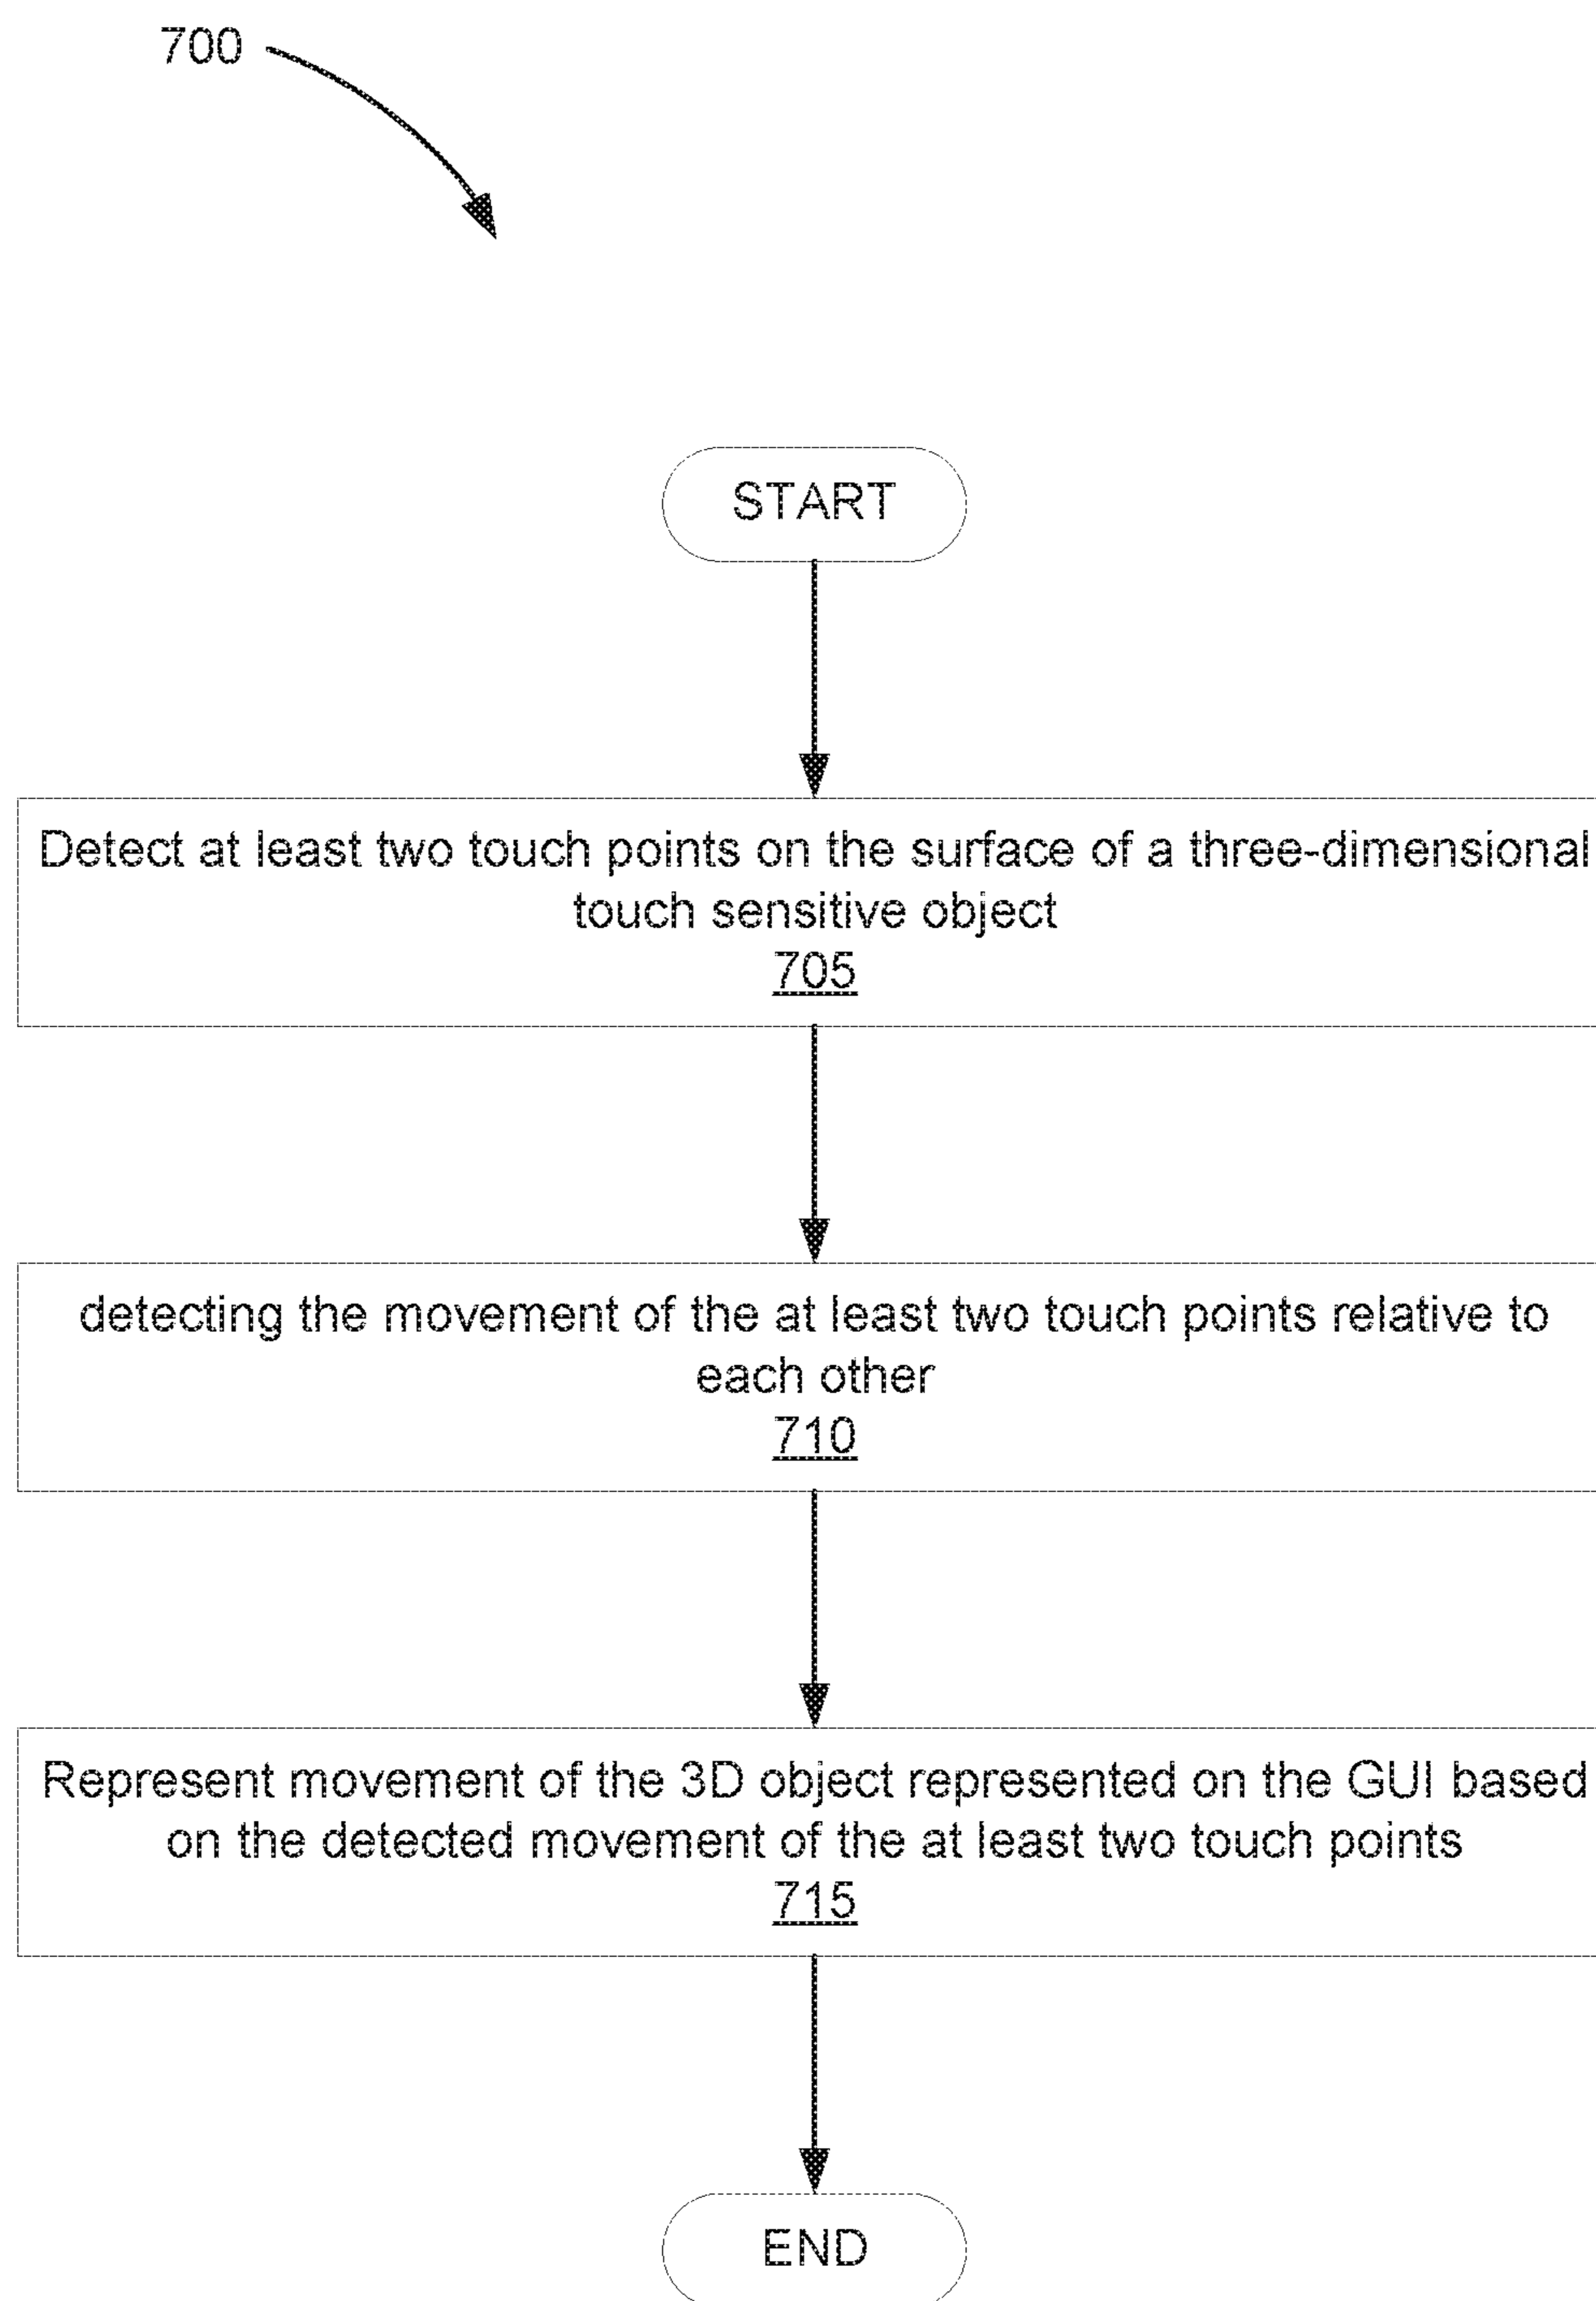 700
START
Detect at least two touch points on the surface of a three-dimensional
touch sensitive object
705
detecting the movement of the at least two touch points relative to
each other
710
Represent movement of the 3D object represented on the GUI based
on the detected movement of the at least two touch points
715
END